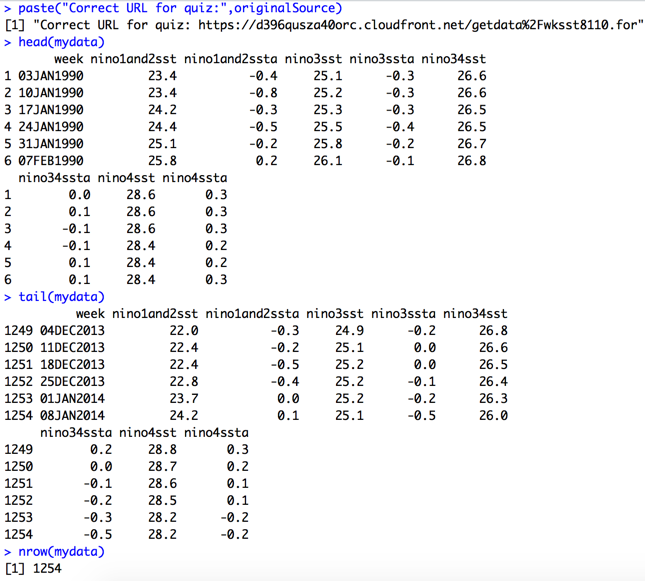 > paste("Correct URL for quiz:",originalSource)
[1] "Correct URL for quiz: https://d396qusza40orc.cloudfront.net/getdata%2Fwksst8110.for"
> head(mydata)
       week nino1and2sst nino1and2ssta nino3sst nino3ssta nino34sst
1 03JAN1990         23.4          -0.4     25.1      -0.3      26.6
2 10JAN1990         23.4          -0.8     25.2      -0.3      26.6
3 17JAN1990         24.2          -0.3     25.3      -0.3      26.5
4 24JAN1990         24.4          -0.5     25.5      -0.4      26.5
5 31JAN1990         25.1          -0.2     25.8      -0.2      26.7
6 07FEB1990         25.8           0.2     26.1      -0.1      26.8
  nino34ssta nino4sst nino4ssta
1        0.0     28.6       0.3
2        0.1     28.6       0.3
3       -0.1     28.6       0.3
4       -0.1     28.4       0.2
5        0.1     28.4       0.2
6        0.1     28.4       0.3
> tail(mydata)
          week nino1and2sst nino1and2ssta nino3sst nino3ssta nino34sst
1249 04DEC2013         22.0          -0.3     24.9      -0.2      26.8
1250 11DEC2013         22.4          -0.2     25.1       0.0      26.6
1251 18DEC2013         22.4          -0.5     25.2       0.0      26.5
1252 25DEC2013         22.8          -0.4     25.2      -0.1      26.4
1253 01JAN2014         23.7           0.0     25.2      -0.2      26.3
1254 08JAN2014         24.2           0.1     25.1      -0.5      26.0
     nino34ssta nino4sst nino4ssta
1249        0.2     28.8       0.3
1250        0.0     28.7       0.2
1251       -0.1     28.6       0.1
1252       -0.2     28.5       0.1
1253       -0.3     28.2      -0.2
1254       -0.5     28.2      -0.2
> nrow(mydata)
[1] 1254